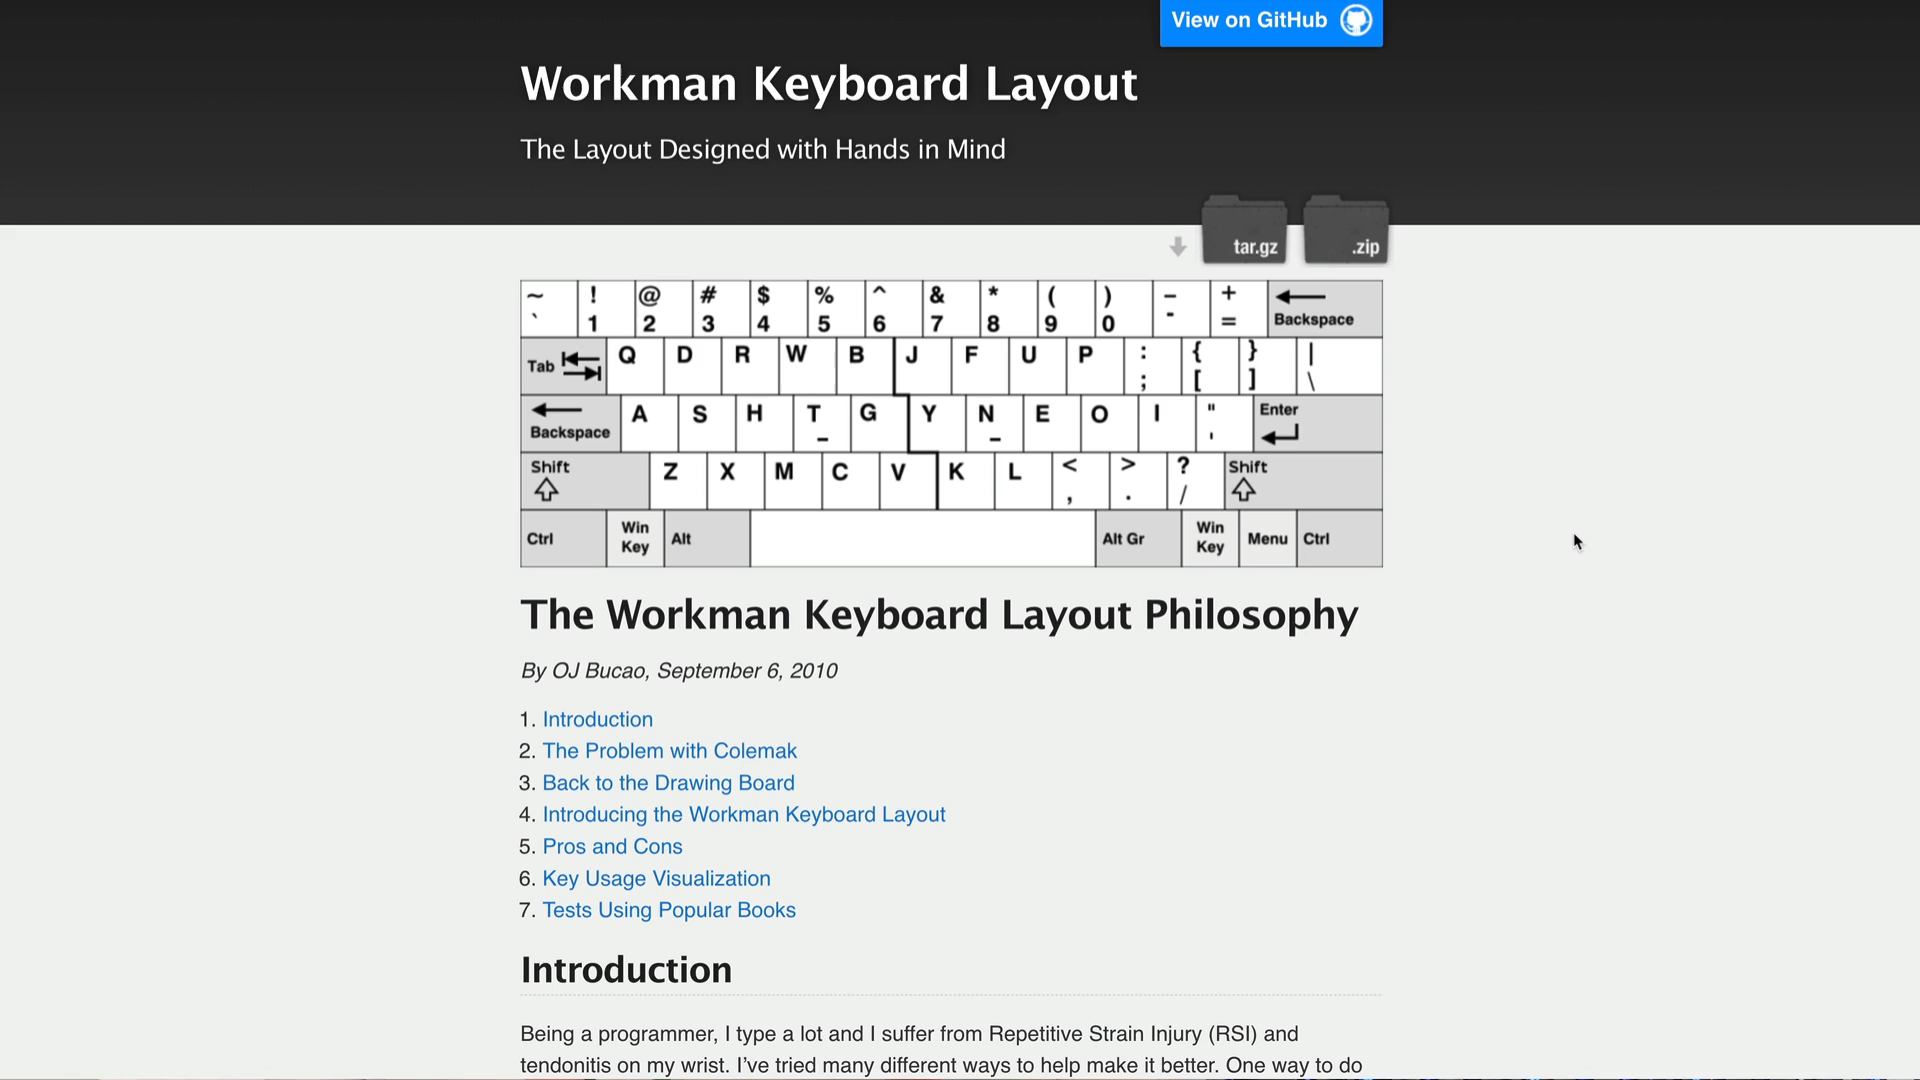 View on GitHub
Workman Keyboard Layout
The Layout Designed with Hands in Mind
tar.gz .zip
~ ! @ # $ % ^ & * ( ) – +
` 1 2 3 4 5 6 7 8 9 0 - = Backspace
Tab Q D R W B J F U P : ; { [ } ] | \
Backspace A S H T G Y N E O I " ' Enter
Shift Z X M C V K L < , > . ? / Shift
Ctrl Win Key Alt Alt Gr Win Key Menu Ctrl
The Workman Keyboard Layout Philosophy
By OJ Bucao, September 6, 2010
1. Introduction
2. The Problem with Colemak
3. Back to the Drawing Board
4. Introducing the Workman Keyboard Layout
5. Pros and Cons
6. Key Usage Visualization
7. Tests Using Popular Books
Introduction
Being a programmer, I type a lot and I suffer from Repetitive Strain Injury (RSI) and
tendonitis on my wrist. I’ve tried many different ways to help make it better. One way to do